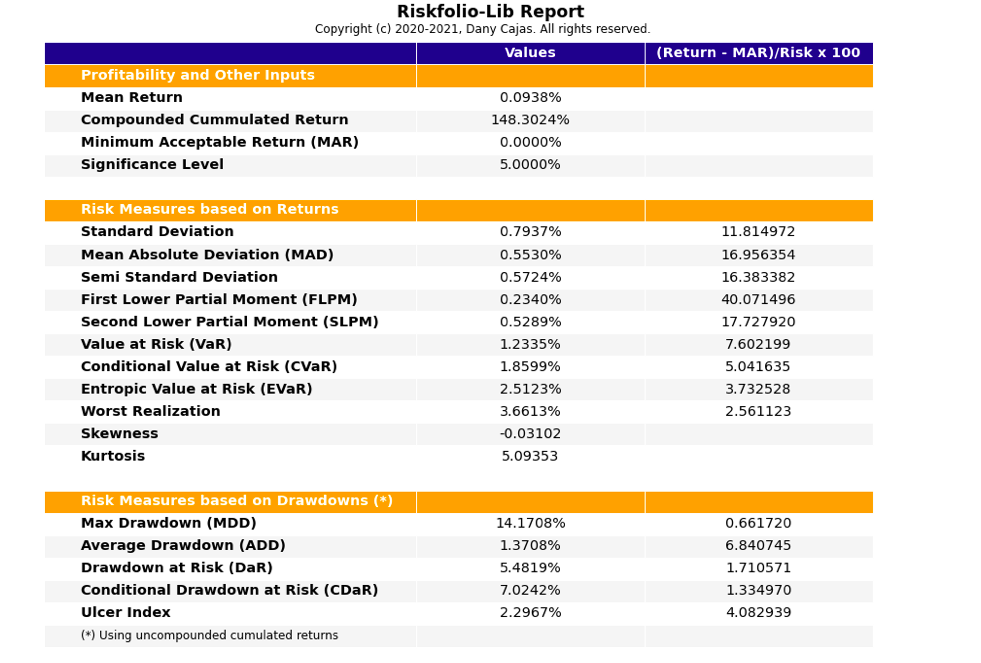 Riskfolio-Lib Report
Copyright (c) 2020-2021, Dany Cajas. All rights reserved.
Values (Return - MAR)/Risk x 100
Profitability and Other Inputs
Mean Return 0.0938%
Compounded Cummulated Return 148.3024%
Minimum Acceptable Return (MAR) 0.0000%
Significance Level 5.0000%
Risk Measures based on Returns
Standard Deviation 0.7937% 11.814972
Mean Absolute Deviation (MAD) 0.5530% 16.956354
Semi Standard Deviation 0.5724% 16.383382
First Lower Partial Moment (FLPM) 0.2340% 40.071496
Second Lower Partial Moment (SLPM) 0.5289% 17.727920
Value at Risk (VaR) 1.2335% 7.602199
Conditional Value at Risk (CVaR) 1.8599% 5.041635
Entropic Value at Risk (EVaR) 2.5123% 3.732528
Worst Realization 3.6613% 2.561123
Skewness -0.03102
Kurtosis 5.09353
Risk Measures based on Drawdowns (*)
Max Drawdown (MDD) 14.1708% 0.661720
Average Drawdown (ADD) 1.3708% 6.840745
Drawdown at Risk (DaR) 5.4819% 1.710571
Conditional Drawdown at Risk (CDaR) 7.0242% 1.334970
Ulcer Index 2.2967% 4.082939
(*) Using uncompounded cumulated returns